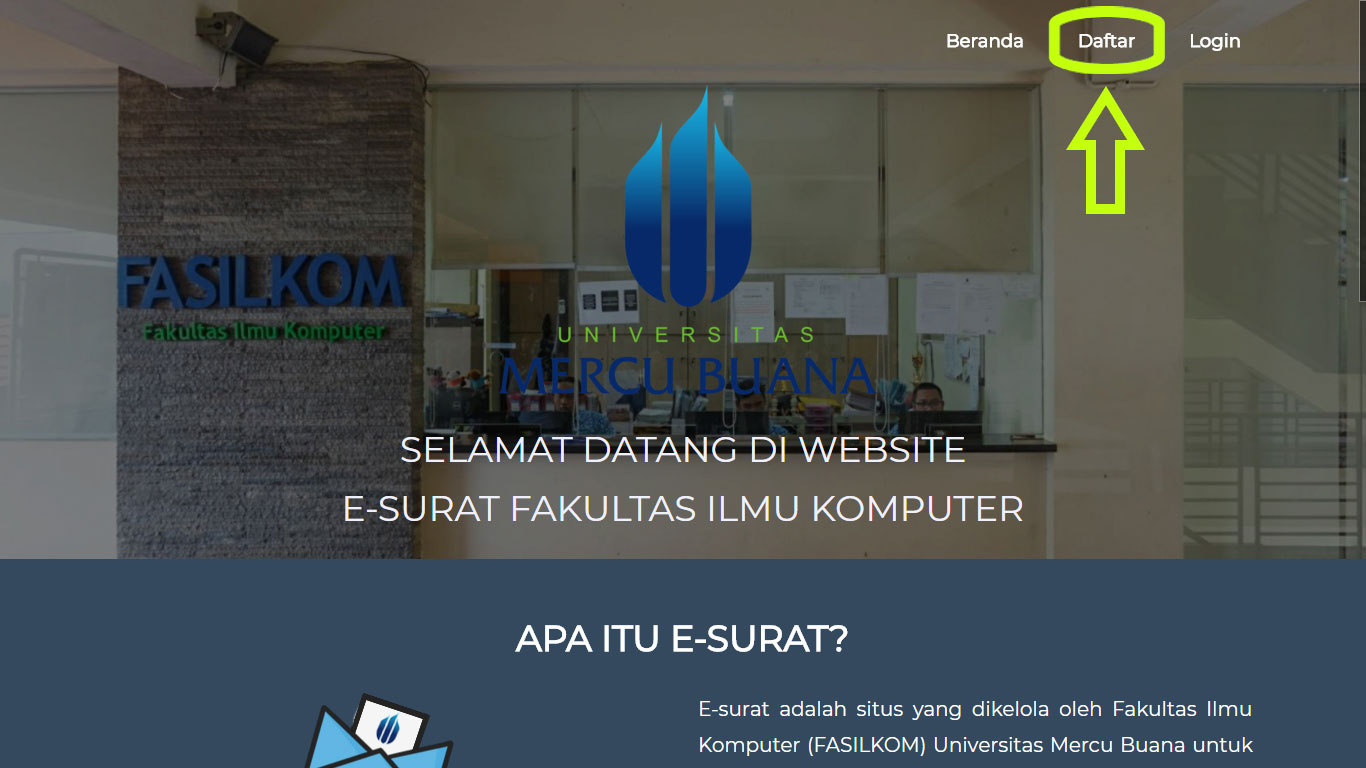 Beranda Daftar Login
FASILKOM
Fakultas Ilmu Komputer
UNIVERSITAS
MERCU BUANA
SELAMAT DATANG DI WEBSITE
E-SURAT FAKULTAS ILMU KOMPUTER
APA ITU E-SURAT?
E-surat adalah situs yang dikelola oleh Fakultas Ilmu
Komputer (FASILKOM) Universitas Mercu Buana untuk